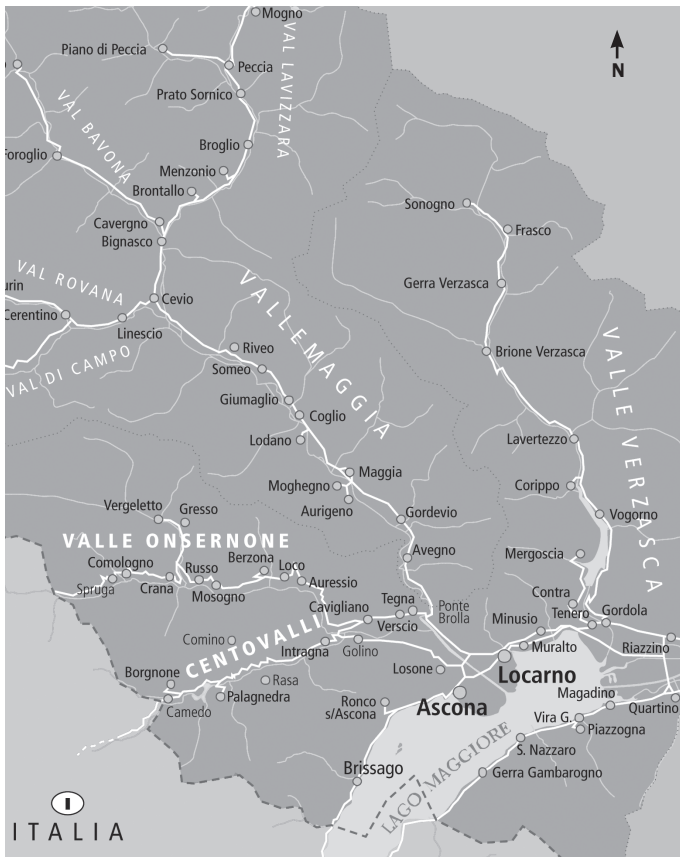 Mogno
Piano di Peccia
Peccia
VAL LAVIZZARA
N
Prato Sornico
VAL BAVONA
Broglio
Foroglio
Menzonio
Brontallo
Sonogno
Cavergno
Frasco
Bignasco
VAL ROVANA
Gerra Verzasca
urin
Cevio
Cerentino
Linescio
VALLEMAGGIA
VALLE VERZASCA
Riveo
Brione Verzasca
VAL DI CAMPO
Someo
Giumaglio
Coglio
Lodano
Lavertezzo
Maggia
Moghegno
Corippo
Aurigeno
Vergeletto
Gresso
Gordevio
Vogorno
VALLE ONSERNONE
Avegno
Mergoscia
Berzona
Loco
Comologno
Russo
Auressio
Spruga
Crana
Mosogno
Contra
Tegna
Ponte
Brolla
Cavigliano
Verscio
Tenero
Gordola
Minusio
CENTOVALLI
Comino
Intragna
Golino
Muralto
Riazzino
Losone
Locarno
Borgnone
Rasa
Magadino
Camedo
Palagnedra
Ronco
s/Ascona
Ascona
Quartino
Vira G.
Piazzogna
S. Nazzaro
LAGO MAGGIORE
Brissago
Gerra Gambarogno
I
ITALIA